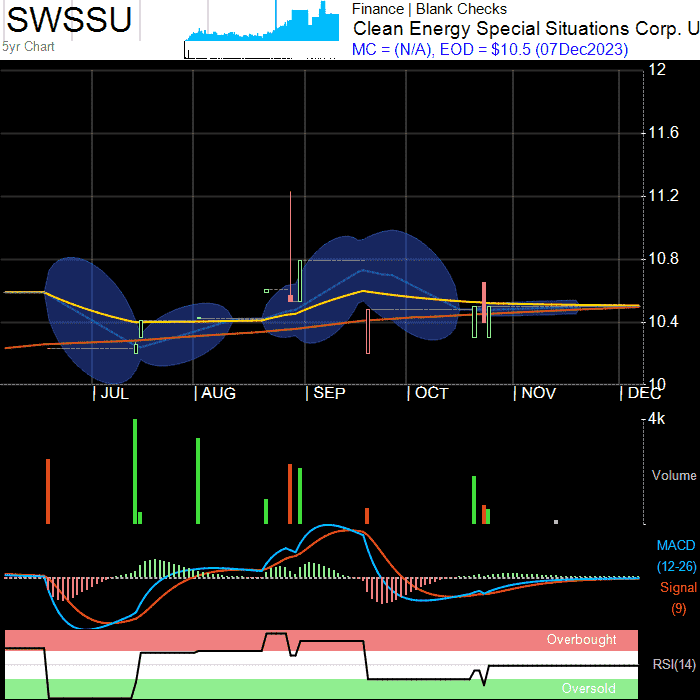 SWSSU
5yr Chart
Finance | Blank Checks
Clean Energy Special Situations Corp. U
MC = (N/A), EOD = $10.5 (07Dec2023)
12
11.6
11.2
10.8
10.4
10
| JUL | AUG | SEP | OCT | NOV | DEC
4k
Volume
MACD
(12-26)
Signal
(9)
Overbought
RSI(14)
Oversold